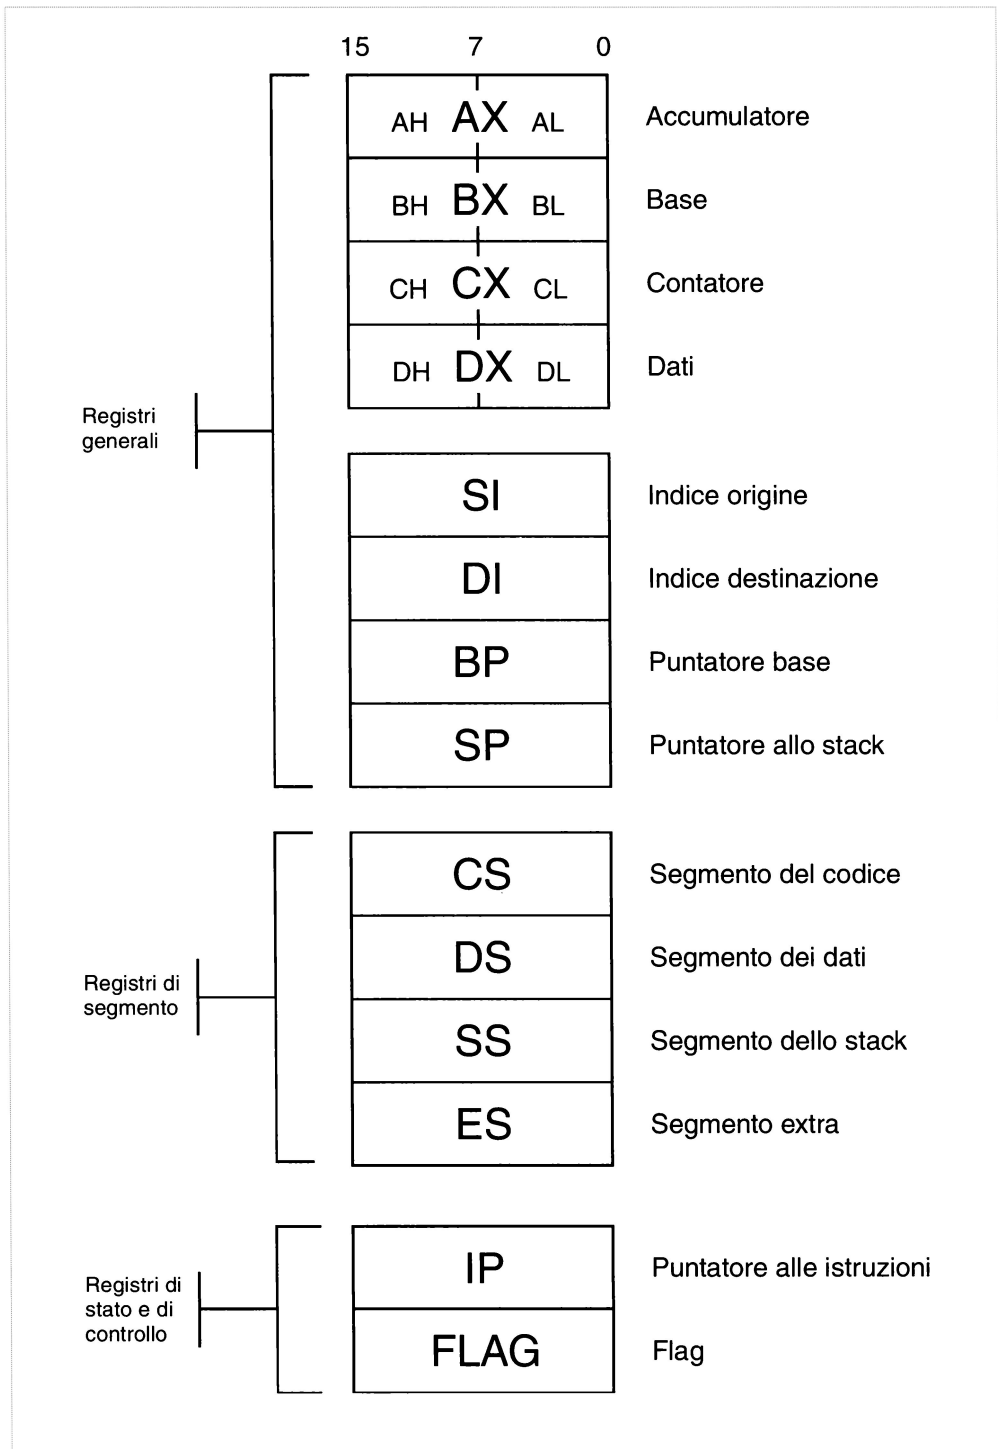 15 7 0
AH AX AL Accumulatore
BH BX BL Base
CH CX CL Contatore
DH DX DL Dati
Registri
generali
SI Indice origine
DI Indice destinazione
BP Puntatore base
SP Puntatore allo stack
CS Segmento del codice
DS Segmento dei dati
Registri di
segmento
SS Segmento dello stack
ES Segmento extra
IP Puntatore alle istruzioni
Registri di
stato e di
controllo
FLAG Flag